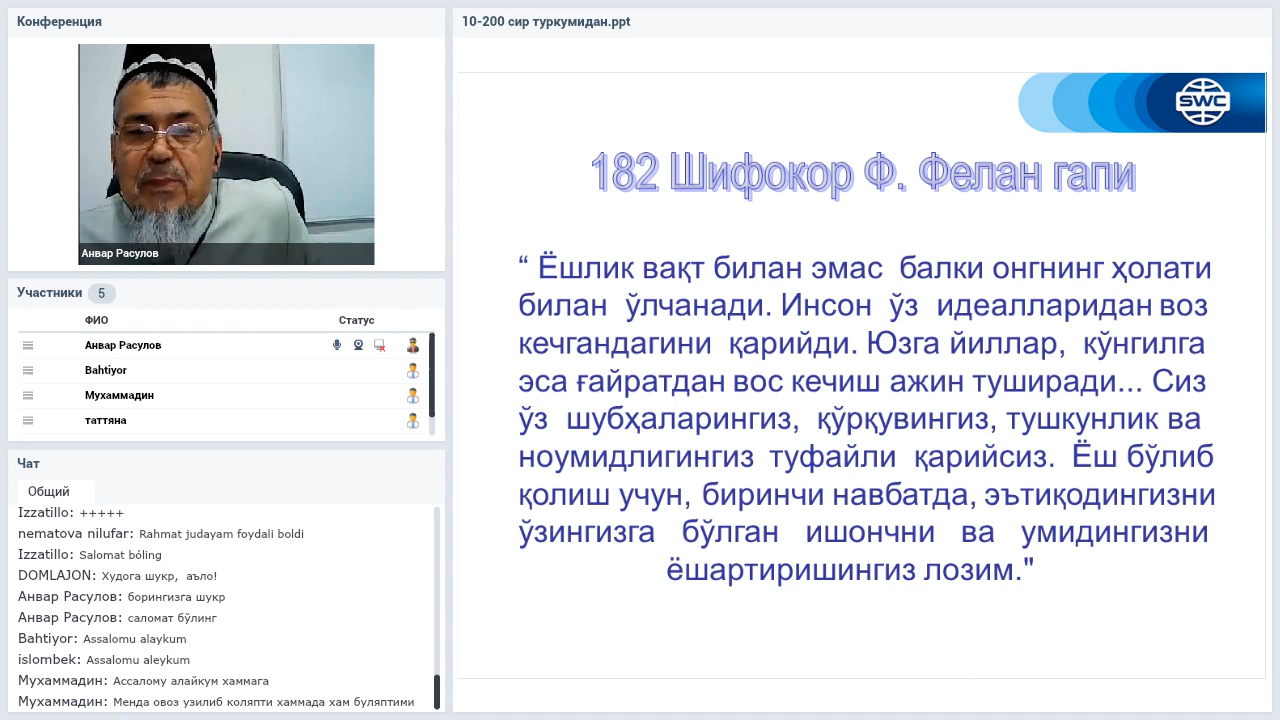 Конференция
Анвар Расулов
Участники 5
ФИО Статус
Анвар Расулов
Bahtiyor
Мухаммадин
таттяна
Чат
Общий
Izzatillo: +++++
nematova nilufar: Rahmat judayam foydali boldi
Izzatillo: Salomat bóling
DOMLAJON: Худога шукр, аъло!
Анвар Расулов: борингизга шукр
Анвар Расулов: саломат бўлинг
Bahtiyor: Assalomu alaykum
islombek: Assalomu aleykum
Мухаммадин: Ассалому алайкум хаммага
Мухаммадин: Менда овоз узилиб коляпти хаммада хам буляптими
10-200 сир туркумидан.ppt
SWC
182 Шифокор Ф. Фелан гапи
“ Ёшлик вақт билан эмас балки онгнинг ҳолати
билан ўлчанади. Инсон ўз идеалларидан воз
кечгандагини қарийди. Юзга йиллар, кўнгилга
эса ғайратдан вос кечиш ажин туширади... Сиз
ўз шубҳаларингиз, қўрқувингиз, тушкунлик ва
ноумидлигингиз туфайли қарийсиз. Ёш бўлиб
қолиш учун, биринчи навбатда, эътиқодингизни
ўзингизга бўлган ишончни ва умидингизни
ёшартиришингиз лозим."